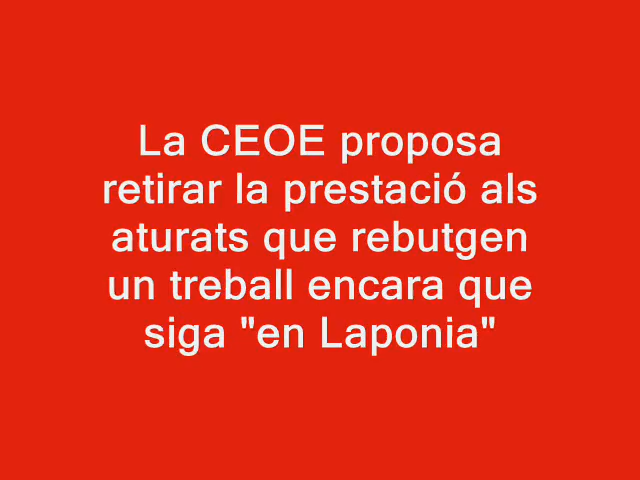 La CEOE proposa
retirar la prestació als
aturats que rebutgen
un treball encara que
siga "en Laponia"